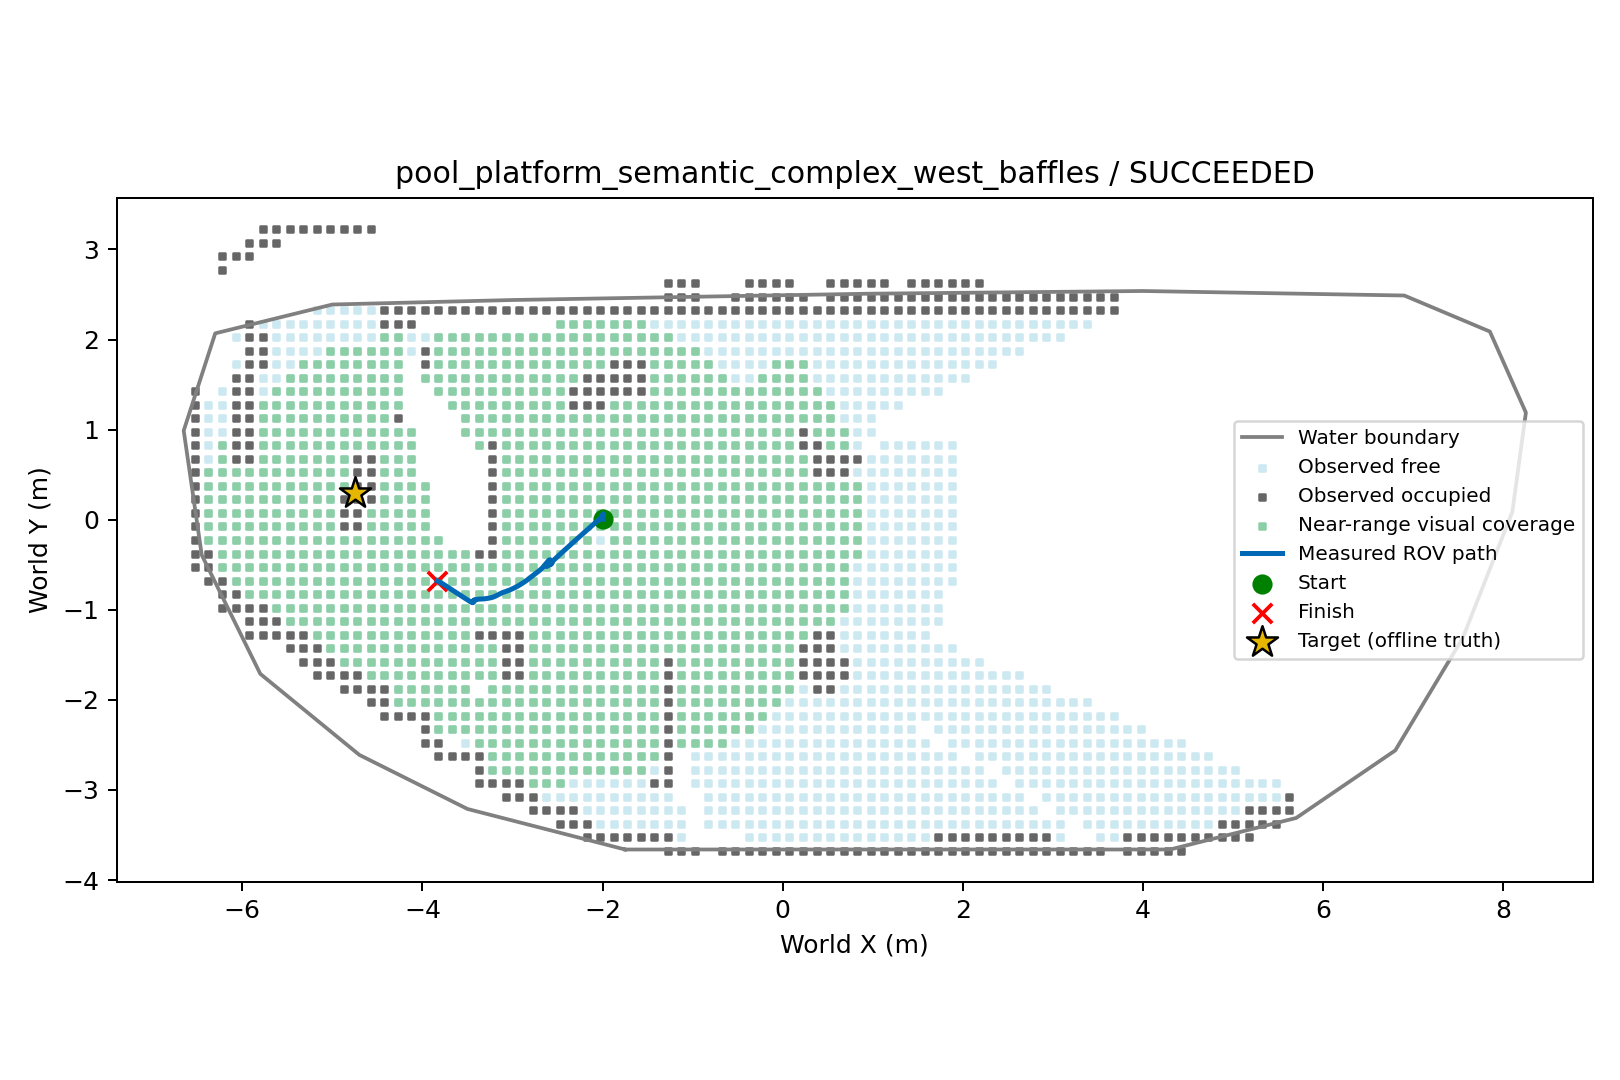 pool_platform_semantic_complex_west_baffles / SUCCEEDED
World Y (m)
3
2
1
0
−1
−2
−3
−4
Water boundary
Observed free
Observed occupied
Near-range visual coverage
Measured ROV path
Start
Finish
Target (offline truth)
−6 −4 −2 0 2 4 6 8
World X (m)